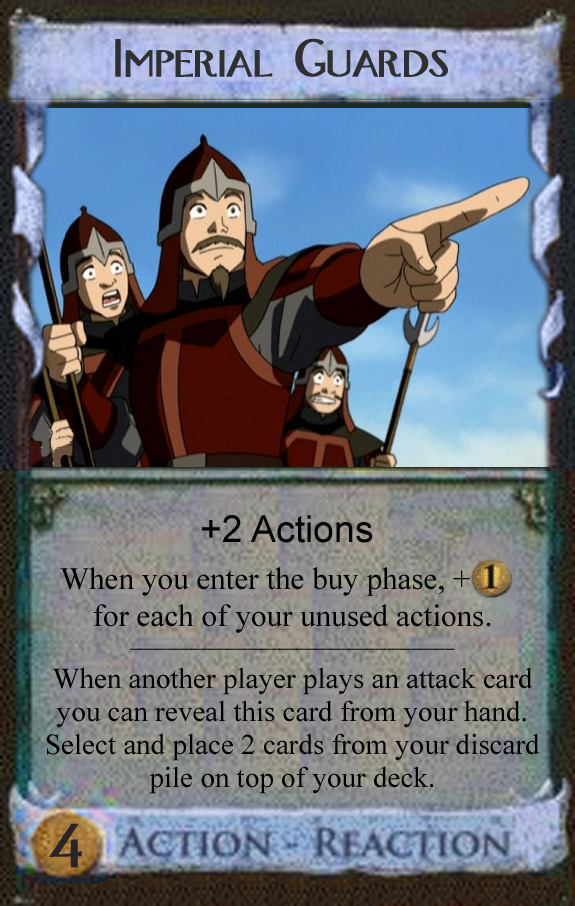 Imperial Guards
+2 Actions
When you enter the buy phase, +1
for each of your unused actions.
When another player plays an attack card
you can reveal this card from your hand.
Select and place 2 cards from your discard
pile on top of your deck.
4 Action - Reaction